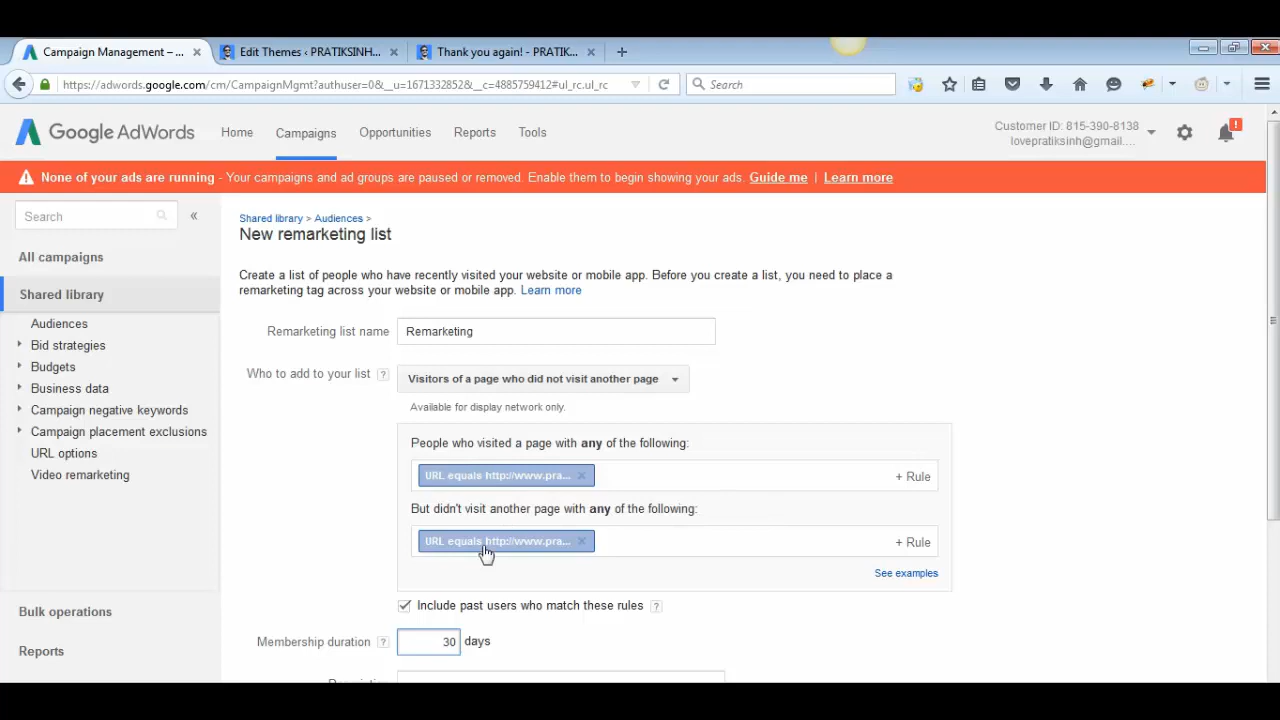 Campaign Management – ...
Edit Themes ‹ PRATIKSINH...
Thank you again! - PRATIK...
https://adwords.google.com/cm/CampaignMgmt?authuser=0&__u=1671332852&__c=4885759412#ul_rc.ul_rc
Search
Google AdWords
Home
Campaigns
Opportunities
Reports
Tools
Customer ID: 815-390-8138
lovepratiksinh@gmail....
!
None of your ads are running - Your campaigns and ad groups are paused or removed. Enable them to begin showing your ads. Guide me | Learn more
Search
«
All campaigns
Shared library
Audiences
Bid strategies
Budgets
Business data
Campaign negative keywords
Campaign placement exclusions
URL options
Video remarketing
Bulk operations
Reports
Shared library > Audiences >
New remarketing list
Create a list of people who have recently visited your website or mobile app. Before you create a list, you need to place a
remarketing tag across your website or mobile app. Learn more
Remarketing list name
Remarketing
Who to add to your list ?
Visitors of a page who did not visit another page
Available for display network only.
People who visited a page with any of the following:
URL equals http://www.pra... ×
+ Rule
But didn't visit another page with any of the following:
URL equals http://www.pra... ×
+ Rule
See examples
Include past users who match these rules ?
Membership duration ?
30 days